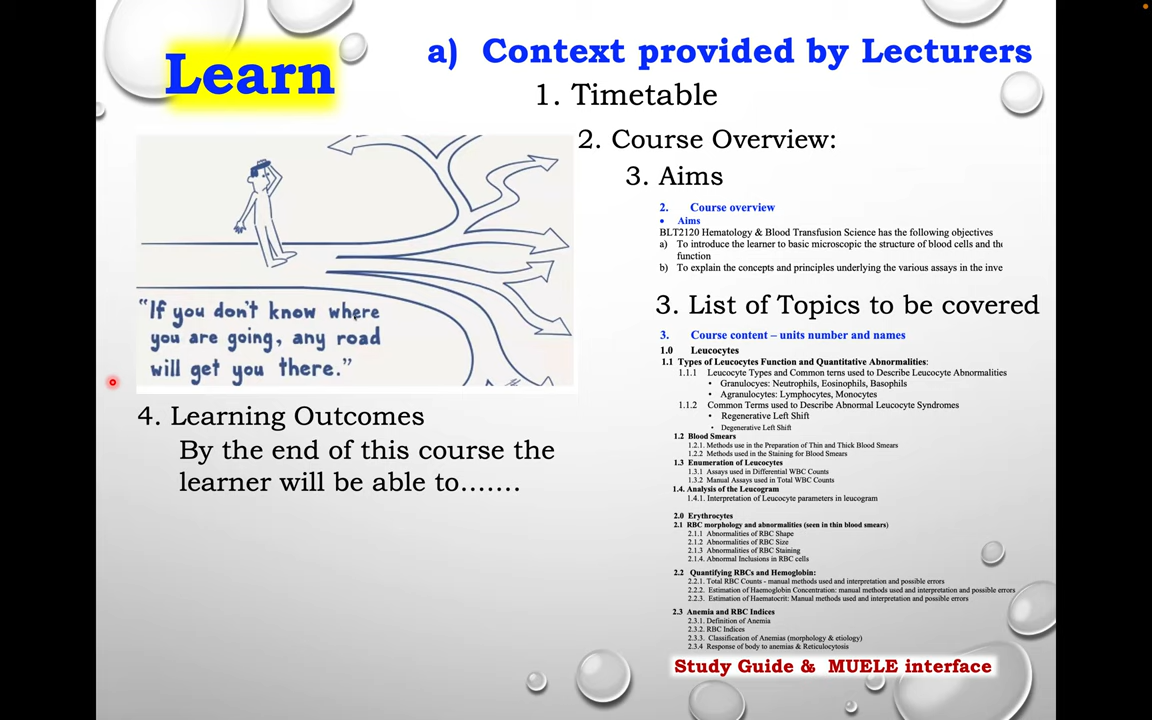 Learn
a) Context provided by Lecturers
1. Timetable
2. Course Overview:
3. Aims
2. Course overview
• Aims
BLT2120 Hematology & Blood Transfusion Science has the following objectives
a) To introduce the learner to basic microscopic the structure of blood cells and the
function
b) To explain the concepts and principles underlying the various assays in the inve
"If you don't know where
you are going, any road
will get you there."
3. List of Topics to be covered
3. Course content – units number and names
1.0 Leucocytes
1.1 Types of Leucocytes Function and Quantitative Abnormalities:
1.1.1 Leucocyte Types and Common terms used to Describe Leucocyte Abnormalities
• Granulocyes: Neutrophils, Eosinophils, Basophils
• Agranulocytes: Lymphocytes, Monocytes
1.1.2 Common Terms used to Describe Abnormal Leucocyte Syndromes
• Regenerative Left Shift
• Degenerative Left Shift
1.2 Blood Smears
1.2.1. Methods use in the Preparation of Thin and Thick Blood Smears
1.2.2 Methods used in the Staining for Blood Smears
1.3 Enumeration of Leucocytes
1.3.1 Assays used in Differential WBC Counts
1.3.2 Manual Assays used in Total WBC Counts
1.4. Analysis of the Leucogram
1.4.1. Interpretation of Leucocyte parameters in leucogram
2.0 Erythrocytes
2.1 RBC morphology and abnormalities (seen in thin blood smears)
2.1.1 Abnormalities of RBC Shape
2.1.2 Abnormalities of RBC Size
2.1.3 Abnormalities of RBC Staining
2.1.4. Abnormal Inclusions in RBC cells
2.2 Quantifying RBCs and Hemoglobin:
2.2.1. Total RBC Counts - manual methods used and interpretation and possible errors
2.2.2. Estimation of Haemoglobin Concentration: manual methods used and interpretation and possible errors
2.2.3. Estimation of Haematocrit: Manual methods used and interpretation and possible errors
2.3 Anemia and RBC Indices
2.3.1. Definition of Anemia
2.3.2. RBC Indices
2.3.3. Classification of Anemias (morphology & etiology)
2.3.4 Response of body to anemias & Reticulocytosis
4. Learning Outcomes
By the end of this course the
learner will be able to.......
Study Guide & MUELE interface